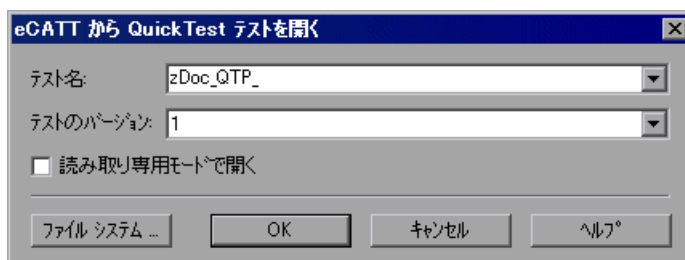 eCATT から QuickTest テストを開く
テスト名: zDoc_QTP_
テストのバージョン: 1
読み取り専用モードで開く
ファイル システム ... OK キャンセル ヘルプ